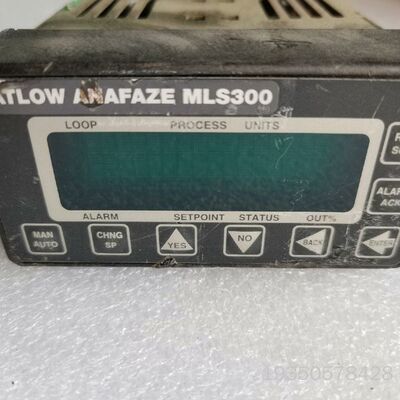 ATLOW ANAFAZE MLS300
LOOP PROCESS UNITS
ALARM SETPOINT STATUS OUT%
ALAR
ACK
MAN
AUTO
CHNG
SP
YES
NO
BACK
ENTER
19350678428